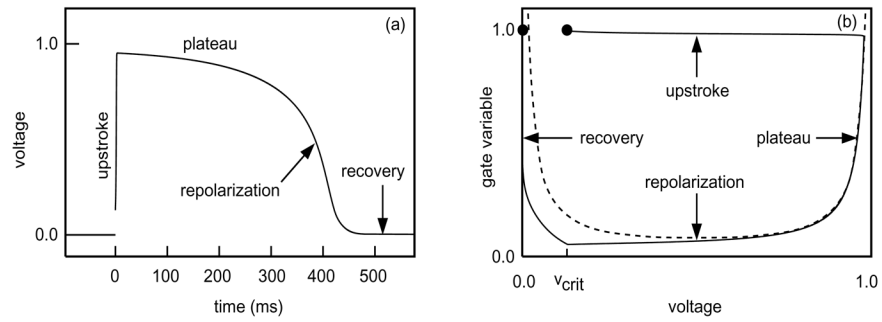 (a)
1.0
plateau
voltage
upstroke
recovery
repolarization
0.0
0 100 200 300 400 500
time (ms)
(b)
1.0
upstroke
gate variable
recovery
plateau
repolarization
0.0
0.0 vcrit 1.0
voltage